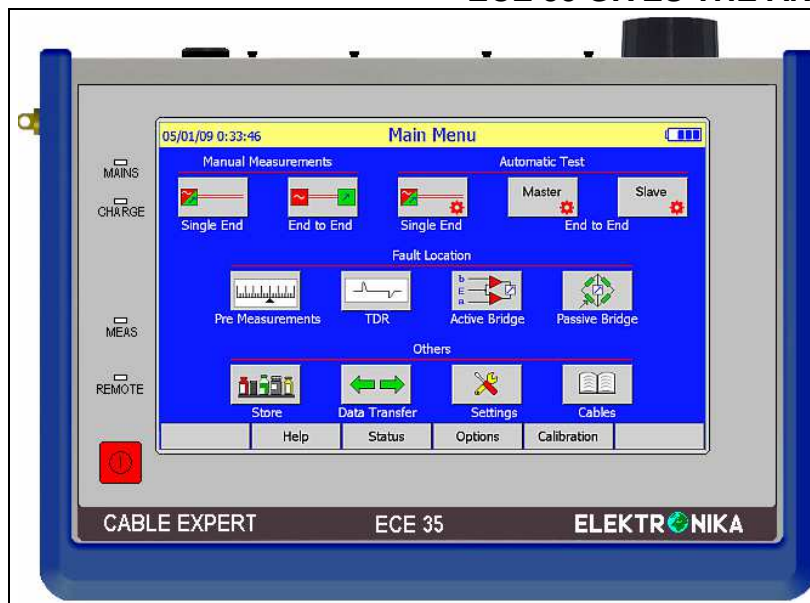 05/01/09 0:33:46 Main Menu
Manual Measurements Automatic Test
Master Slave
Single End End to End Single End End to End
Fault Location
b
E
a
Pre Measurements TDR Active Bridge Passive Bridge
Others
Store Data Transfer Settings Cables
Help Status Options Calibration
MAINS
CHARGE
MEAS
REMOTE
CABLE EXPERT ECE 35 ELEKTRONIKA